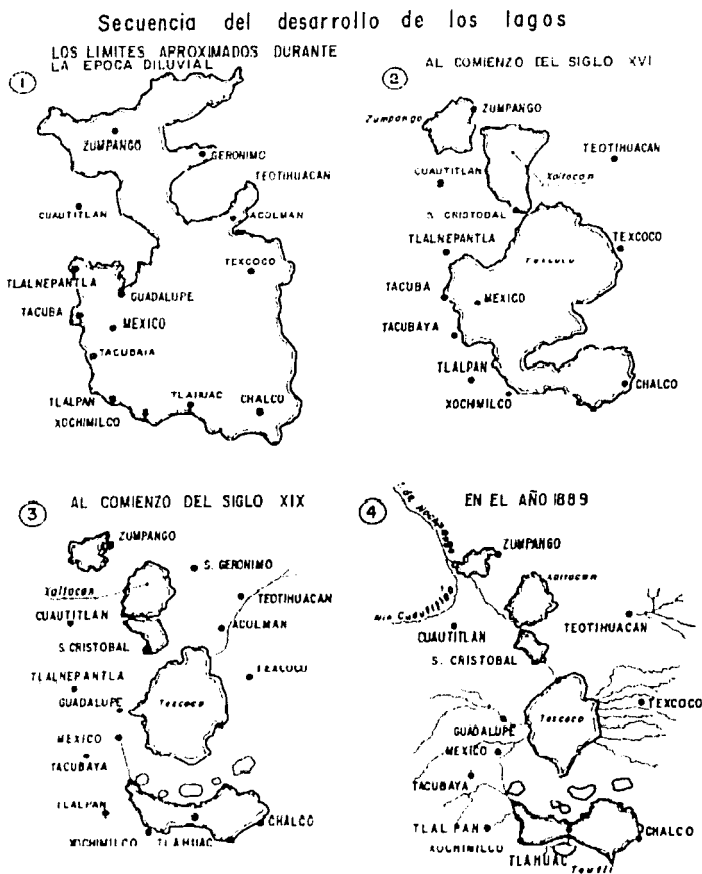 Secuencia del desarrollo de los lagos
1
LOS LIMITES APROXIMADOS DURANTE
LA EPOCA DILUVIAL
ZUMPANGO
GERONIMO
TEOTIHUACAN
CUAUTITLAN
ACOLMAN
TEXCOCO
TLALNEPANTLA
GUADALUPE
TACUBA
MEXICO
TACUBAYA
TLALPAN
TLAHUAC
CHALCO
XOCHIMILCO
2
AL COMIENZO DEL SIGLO XVI
Zumpango
ZUMPANGO
TEOTIHUACAN
CUAUTITLAN
Xaltocan
S. CRISTOBAL
TLALNEPANTLA
TEXCOCO
Texcoco
TACUBA
MEXICO
TACUBAYA
TLALPAN
CHALCO
XOCHIMILCO
3
AL COMIENZO DEL SIGLO XIX
ZUMPANGO
S. GERONIMO
Xaltocan
TEOTIHUACAN
CUAUTITLAN
ACOLMAN
S. CRISTOBAL
TLALNEPANTLA
TEXCOCO
GUADALUPE
Texcoco
MEXICO
TACUBAYA
TLALPAN
CHALCO
XOCHIMILCO
TLAHUAC
4
EN EL AÑO 1889
ZUMPANGO
Xaltocan
TEOTIHUACAN
CUAUTITLAN
S. CRISTOBAL
TEXCOCO
Texcoco
GUADALUPE
MEXICO
TACUBAYA
TLALPAN
CHALCO
XOCHIMILCO
TLAHUAC